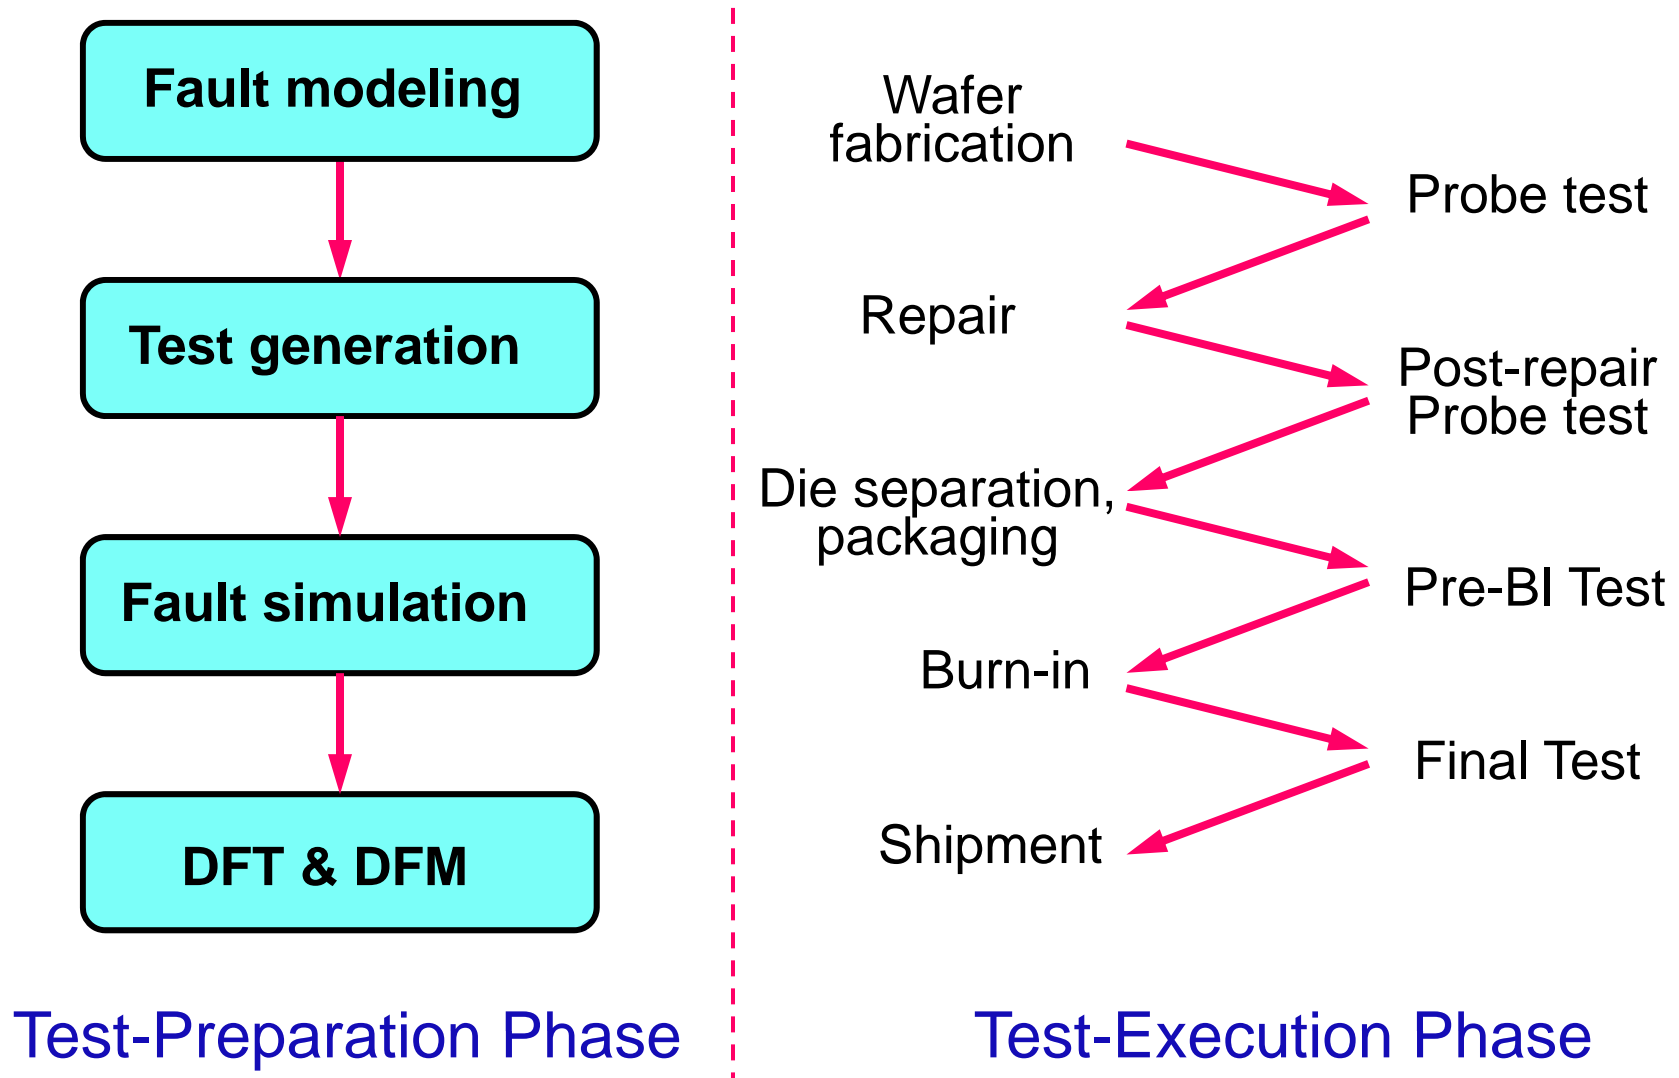 Fault modeling
Test generation
Fault simulation
DFT & DFM
Test-Preparation Phase
Wafer
fabrication
Probe test
Repair
Post-repair
Probe test
Die separation,
packaging
Pre-BI Test
Burn-in
Final Test
Shipment
Test-Execution Phase